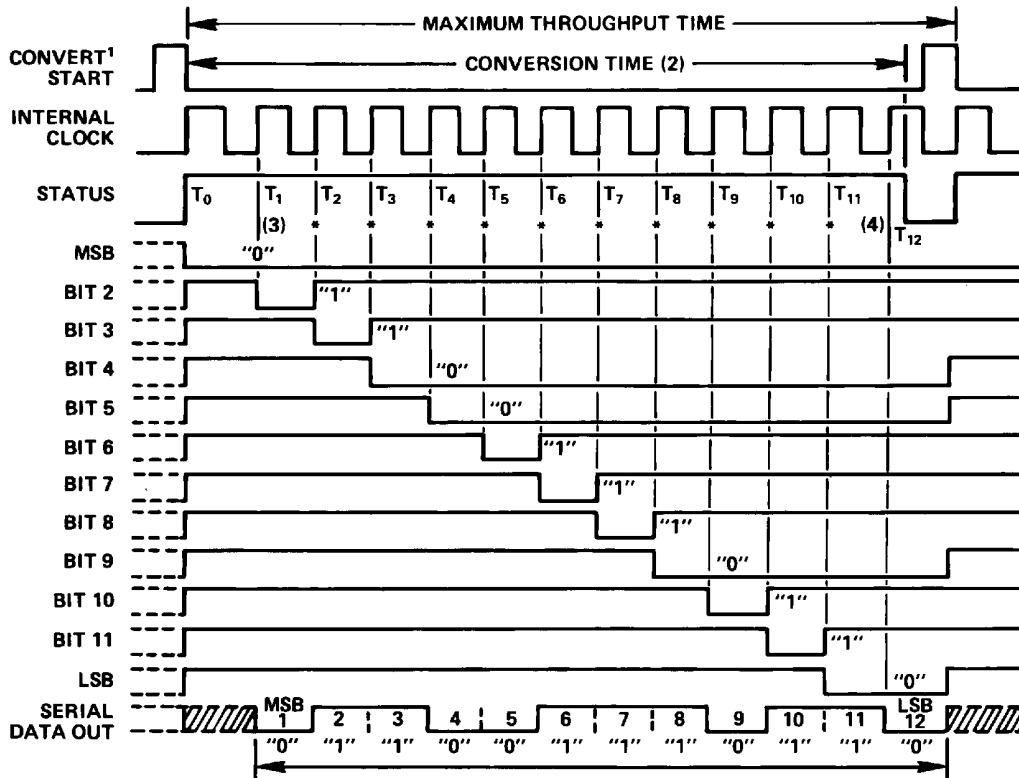 MAXIMUM THROUGHPUT TIME
CONVERT¹ START
CONVERSION TIME (2)
INTERNAL CLOCK
STATUS
T₀ T₁ T₂ T₃ T₄ T₅ T₆ T₇ T₈ T₉ T₁₀ T₁₁
(3) * * * * * * * * * * (4) T₁₂
MSB "0"
BIT 2 "1"
BIT 3 "1"
BIT 4 "0"
BIT 5 "0"
BIT 6 "1"
BIT 7 "1"
BIT 8 "1"
BIT 9 "0"
BIT 10 "1"
BIT 11 "1"
LSB "0"
SERIAL DATA OUT
MSB LSB
1 2 3 4 5 6 7 8 9 10 11 12
"0" "1" "1" "0" "0" "1" "1" "1" "0" "1" "1" "0"